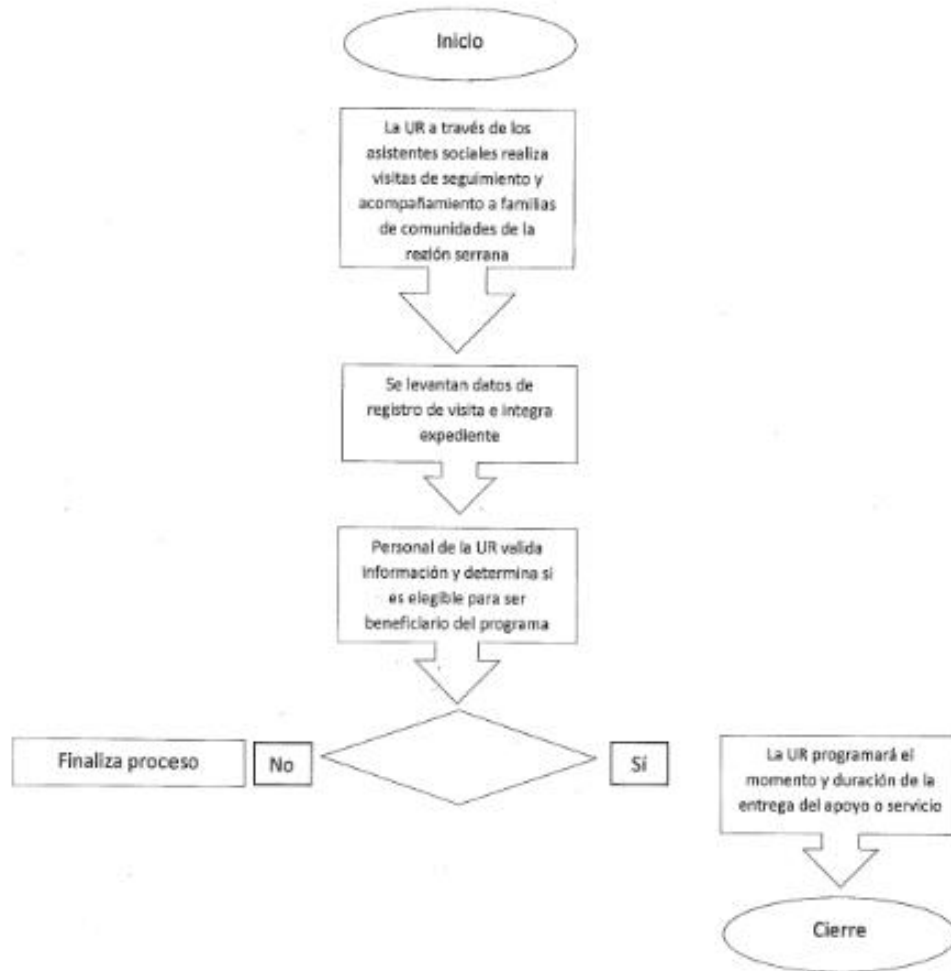 Inicio
La UR a través de los
asistentes sociales realiza
visitas de seguimiento y
acompañamiento a familias
de comunidades de la
región serrana
Se levantan datos de
registro de visita e integra
expediente
Personal de la UR valida
información y determina si
es elegible para ser
beneficiario del programa
Finaliza proceso
No
Sí
La UR programará el
momento y duración de la
entrega del apoyo o servicio
Cierre